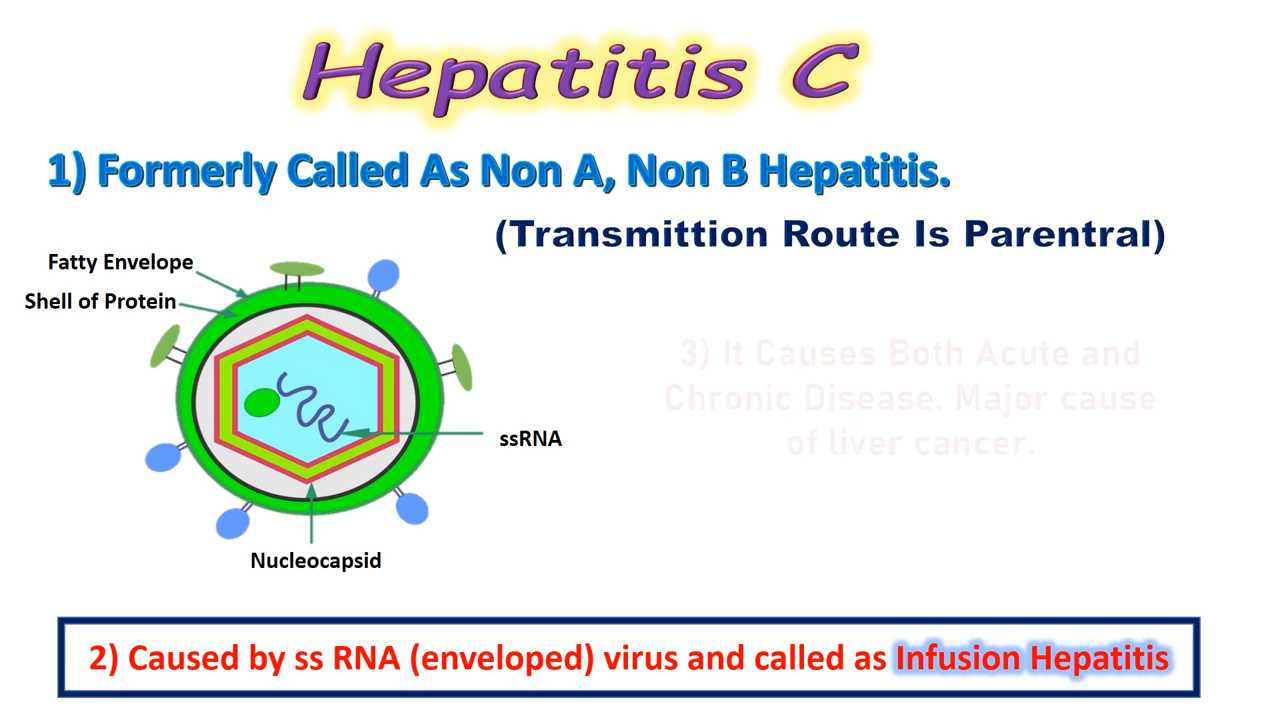 Hepatitis C
1) Formerly Called As Non A, Non B Hepatitis.
(Transmittion Route Is Parentral)
Fatty Envelope
Shell of Protein
3) It Causes Both Acute and
Chronic Disease. Major cause
of liver cancer.
ssRNA
Nucleocapsid
2) Caused by ss RNA (enveloped) virus and called as Infusion Hepatitis